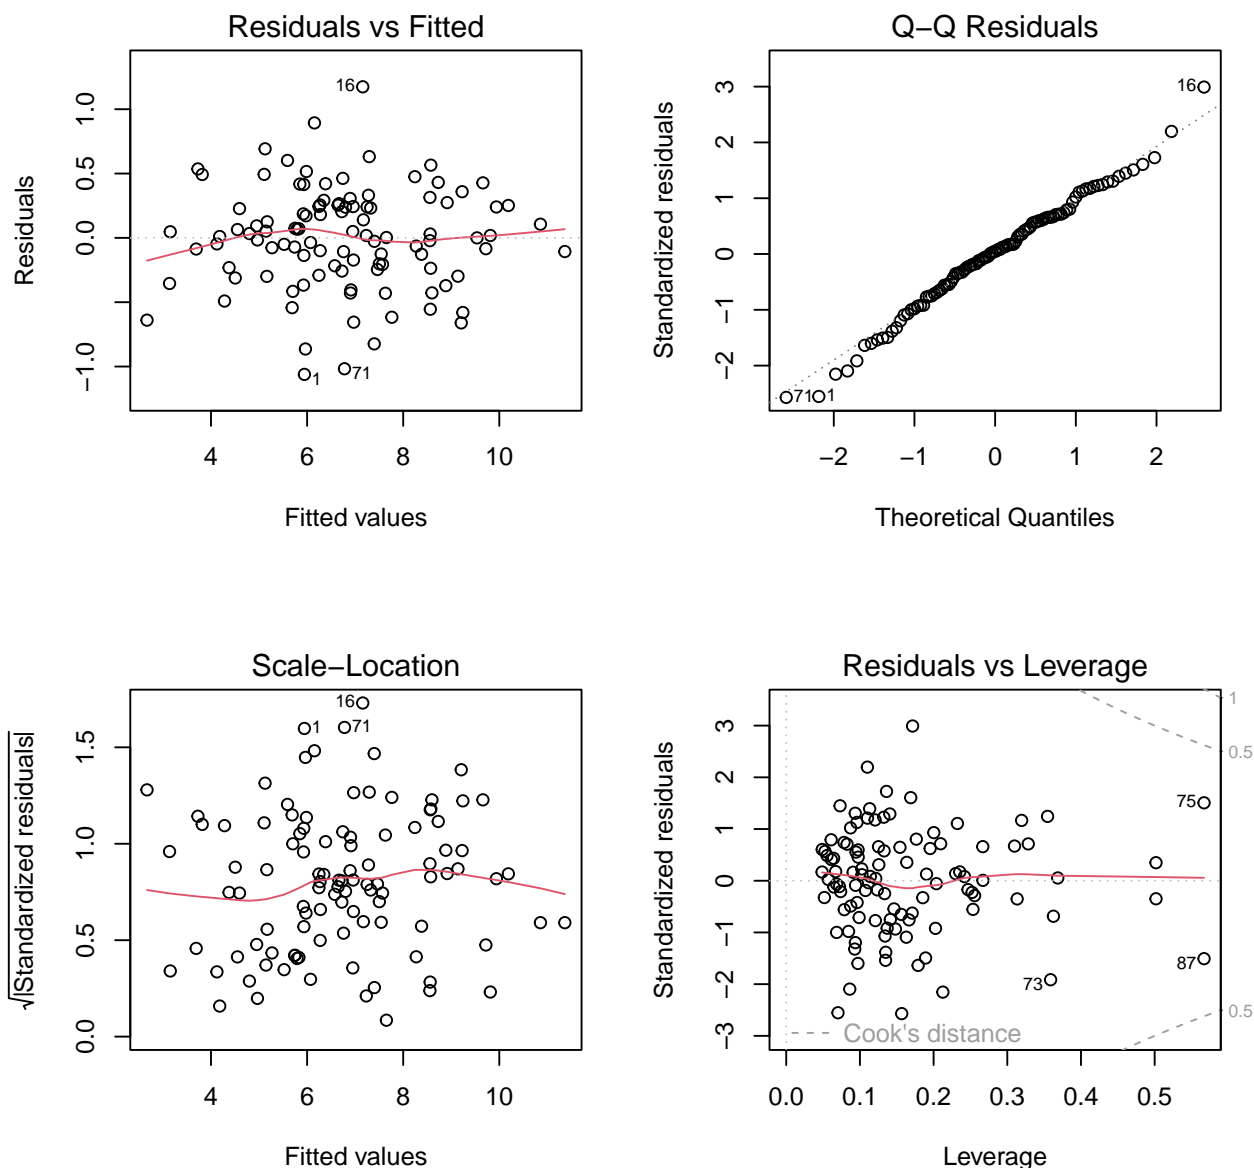 Residuals vs Fitted
Residuals
1.0
0.5
0.0
−1.0
16
1
71
4 6 8 10
Fitted values
Q−Q Residuals
Standardized residuals
3
2
1
0
−1
−2
16
71 1
−2 −1 0 1 2
Theoretical Quantiles
Scale−Location
√|Standardized residuals|
1.5
1.0
0.5
0.0
16
1 71
4 6 8 10
Fitted values
Residuals vs Leverage
Standardized residuals
3
2
1
0
−1
−2
−3
1
0.5
75
87
73
0.5
Cook's distance
0.0 0.1 0.2 0.3 0.4 0.5
Leverage